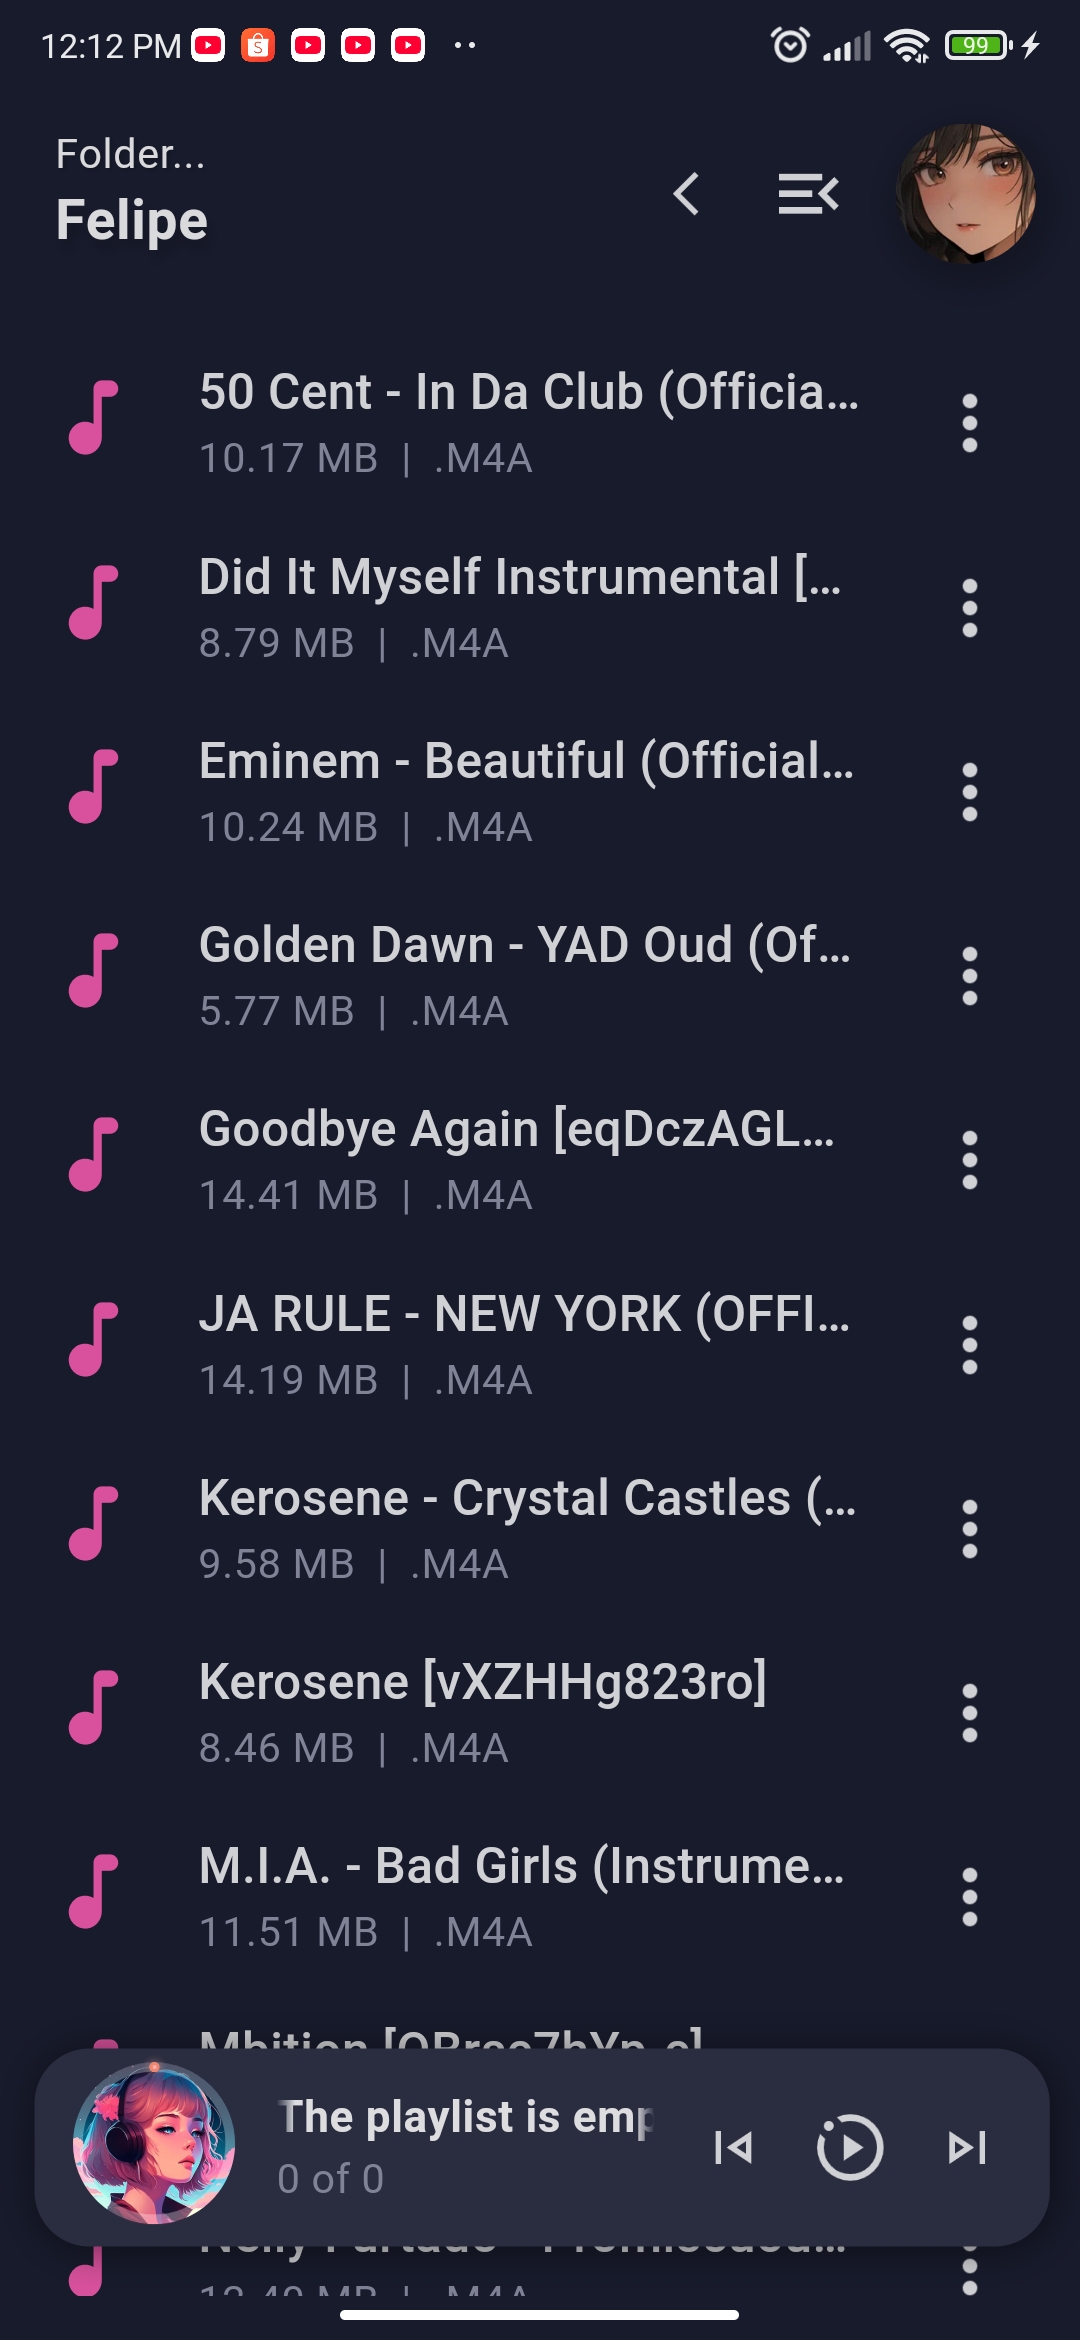 12:12 PM
99
Folder...
Felipe
50 Cent - In Da Club (Officia...
10.17 MB | .M4A
Did It Myself Instrumental [...
8.79 MB | .M4A
Eminem - Beautiful (Official...
10.24 MB | .M4A
Golden Dawn - YAD Oud (Of...
5.77 MB | .M4A
Goodbye Again [eqDczAGL...
14.41 MB | .M4A
JA RULE - NEW YORK (OFFI...
14.19 MB | .M4A
Kerosene - Crystal Castles (...
9.58 MB | .M4A
Kerosene [vXZHHg823ro]
8.46 MB | .M4A
M.I.A. - Bad Girls (Instrume...
11.51 MB | .M4A
The playlist is emp
0 of 0